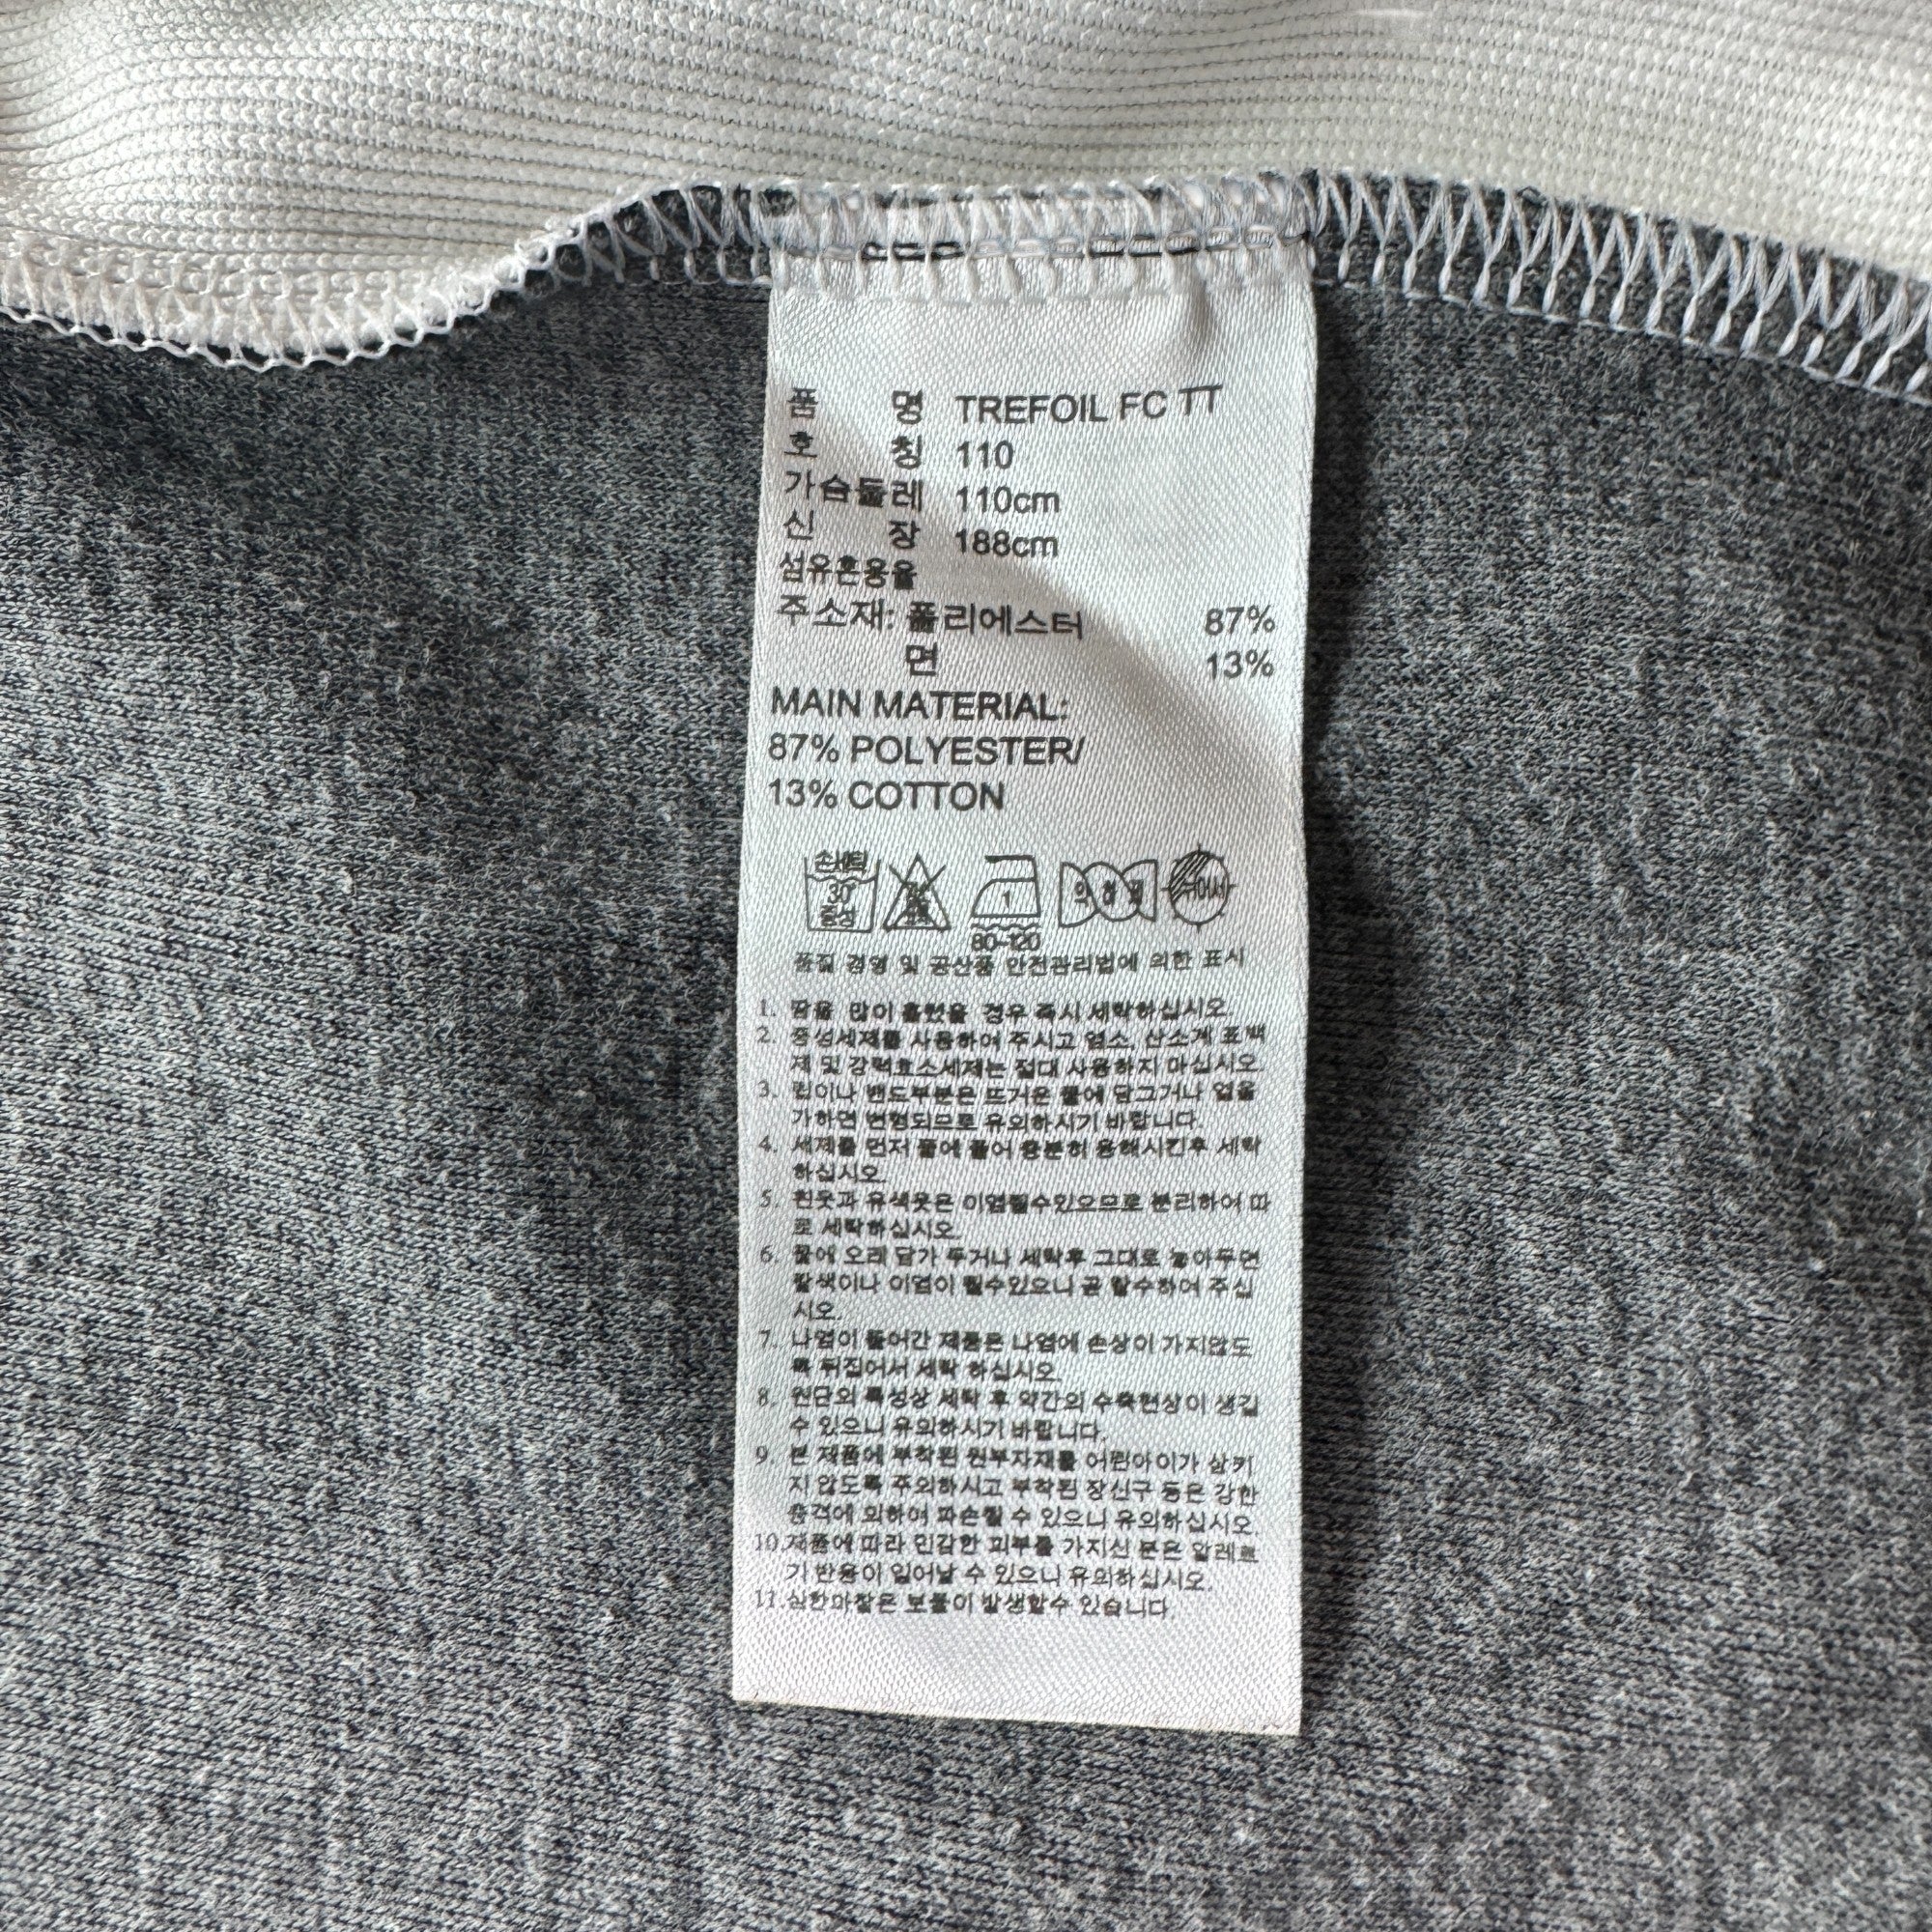 품 명 TREFOIL FC TT
호 칭 110
가슴둘레 110cm
신 장 188cm
섬유혼용율
주소재: 폴리에스터 87%
면 13%
MAIN MATERIAL:
87% POLYESTER/
13% COTTON
손세탁 30° 중성
1
80-120
품질 경영 및 공산품 안전관리법에 의한 표시
1. 땀을 많이 흘렸을 경우 즉시 세탁하십시오.
2. 중성세제를 사용하여 주시고 염소, 산소계 표백
제 및 강력효소세제는 절대 사용하지 마십시오.
3. 립이나 밴드부분은 뜨거운 물에 담그거나 열을
가하면 변형되므로 유의하시기 바랍니다.
4. 세제를 먼저 물에 풀어 충분히 용해시킨후 세탁
하십시오.
5. 흰옷과 유색옷은 이염될수있으므로 분리하여 따
로 세탁하십시오.
6. 물에 오래 담가 두거나 세탁후 그대로 놓아두면
탈색이나 이염이 될수있으니 곧 탈수하여 주십
시오.
7. 나염이 들어간 제품은 나염에 손상이 가지않도
록 뒤집어서 세탁 하십시오.
8. 원단의 특성상 세탁 후 약간의 수축현상이 생길
수 있으니 유의하시기 바랍니다.
9. 본 제품에 부착된 원부자재를 어린아이가 삼키
지 않도록 주의하시고 부착된 장신구 등은 강한
충격에 의하여 파손될 수 있으니 유의하십시오.
10.제품에 따라 민감한 피부를 가지신 분은 알레르
기 반응이 일어날 수 있으니 유의하십시오.
11.심한마찰은 보풀이 발생할수 있습니다